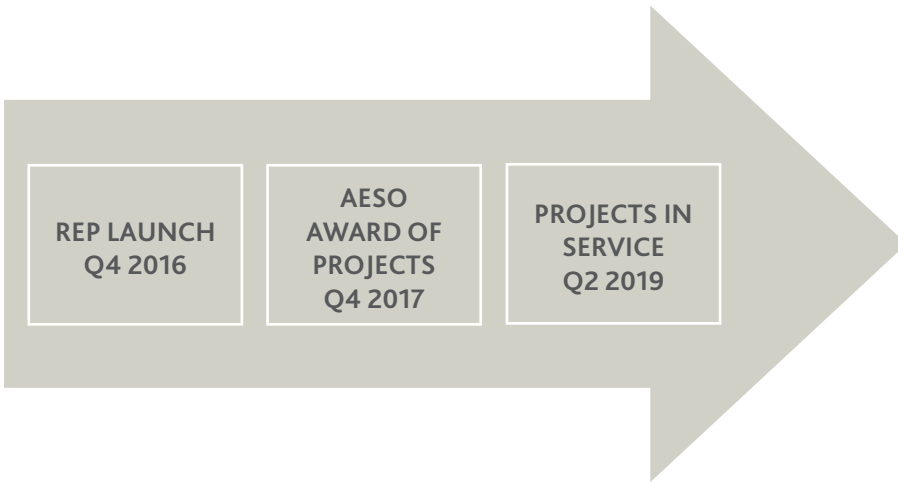 REP LAUNCH
Q4 2016
AESO
AWARD OF
PROJECTS
Q4 2017
PROJECTS IN
SERVICE
Q2 2019